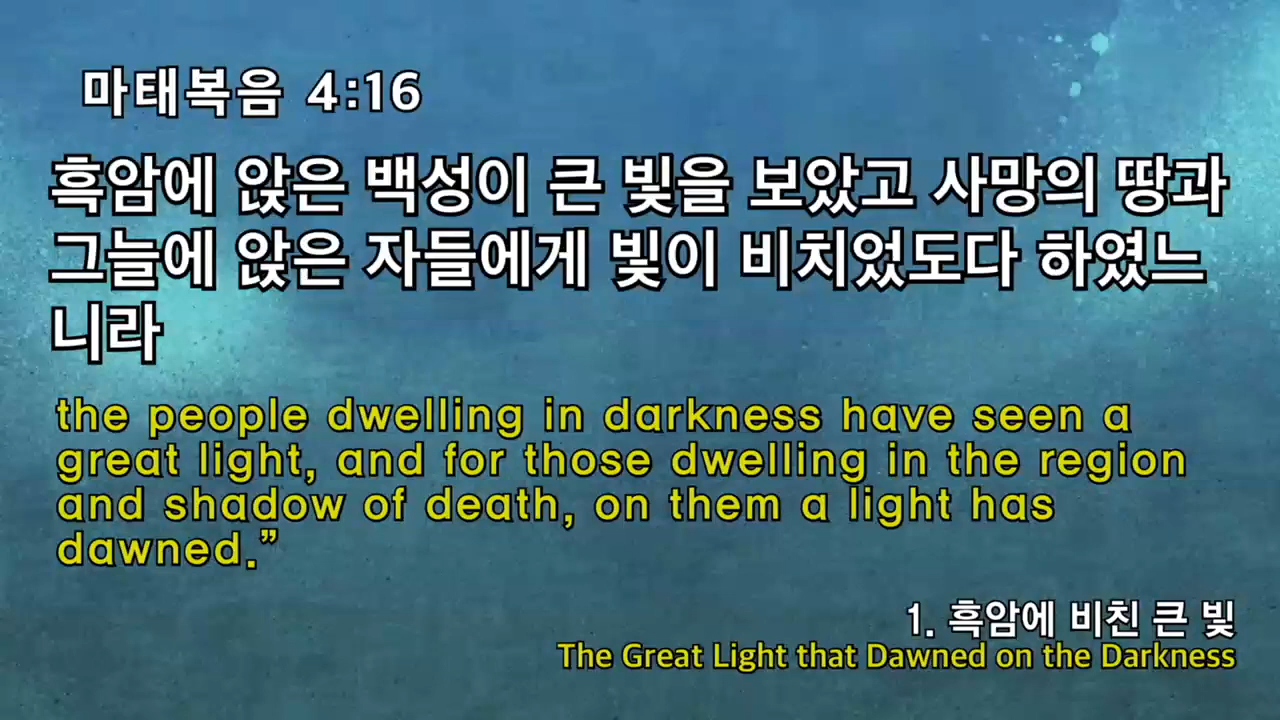 마태복음 4:16
흑암에 앉은 백성이 큰 빛을 보았고 사망의 땅과
그늘에 앉은 자들에게 빛이 비치었도다 하였느
니라
the people dwelling in darkness have seen a
great light, and for those dwelling in the region
and shadow of death, on them a light has
dawned.”
1. 흑암에 비친 큰 빛
The Great Light that Dawned on the Darkness